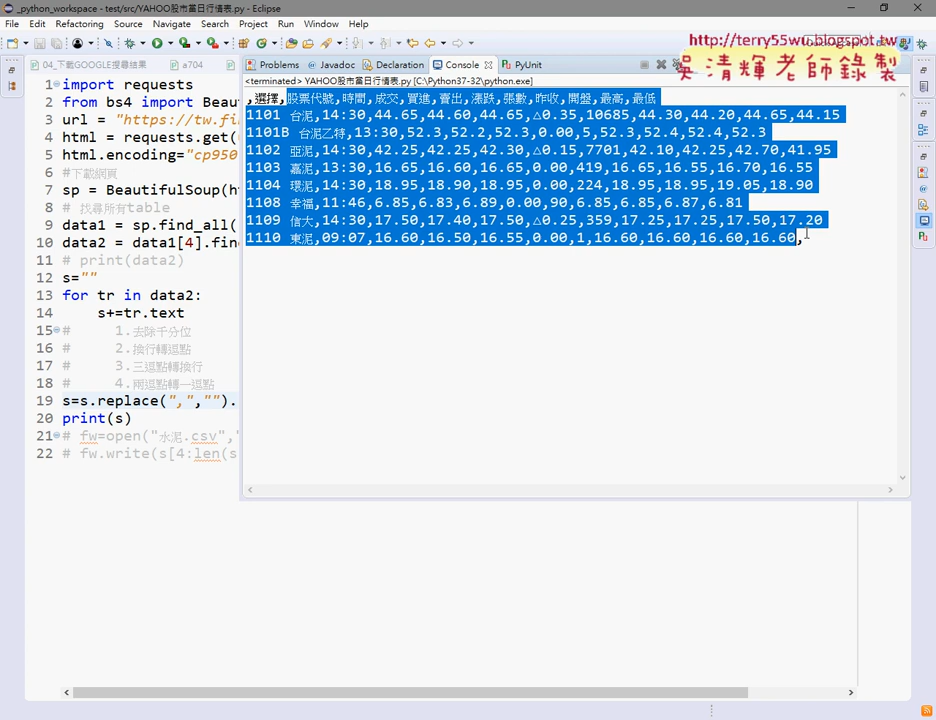 _python_workspace - test/src/YAHOO股市當日行情表.py - Eclipse
File Edit Refactoring Source Navigate Search Project Run Window Help
http://terry55wu.blogspot.tw
吳清輝老師錄製
04_下載GOOGLE搜尋結果 a704
Problems Javadoc Declaration Console PyUnit
<terminated> YAHOO股市當日行情表.py [C:\Python37-32\python.exe]
1 import requests
2 from bs4 import Beau
3 url = "https://tw.fi
4 html = requests.get(
5 html.encoding="cp950
6 #下載網頁
7 sp = BeautifulSoup(h
8 # 找尋所有table
9 data1 = sp.find_all(
10 data2 = data1[4].fin
11 # print(data2)
12 s=""
13 for tr in data2:
14 s+=tr.text
15 # 1.去除千分位
16 # 2.換行轉逗點
17 # 3.三逗點轉換行
18 # 4.兩逗點轉一逗點
19 s=s.replace(",","").
20 print(s)
21 # fw=open("水泥.csv","
22 # fw.write(s[4:len(s
,選擇,股票代號,時間,成交,買進,賣出,漲跌,張數,昨收,開盤,最高,最低
1101 台泥,14:30,44.65,44.60,44.65,△0.35,10685,44.30,44.20,44.65,44.15
1101B 台泥乙特,13:30,52.3,52.2,52.3,0.00,5,52.3,52.4,52.4,52.3
1102 亞泥,14:30,42.25,42.25,42.30,△0.15,7701,42.10,42.25,42.70,41.95
1103 嘉泥,13:30,16.65,16.60,16.65,0.00,419,16.65,16.55,16.70,16.55
1104 環泥,14:30,18.95,18.90,18.95,0.00,224,18.95,18.95,19.05,18.90
1108 幸福,11:46,6.85,6.83,6.89,0.00,90,6.85,6.85,6.87,6.81
1109 信大,14:30,17.50,17.40,17.50,△0.25,359,17.25,17.25,17.50,17.20
1110 東泥,09:07,16.60,16.50,16.55,0.00,1,16.60,16.60,16.60,16.60,